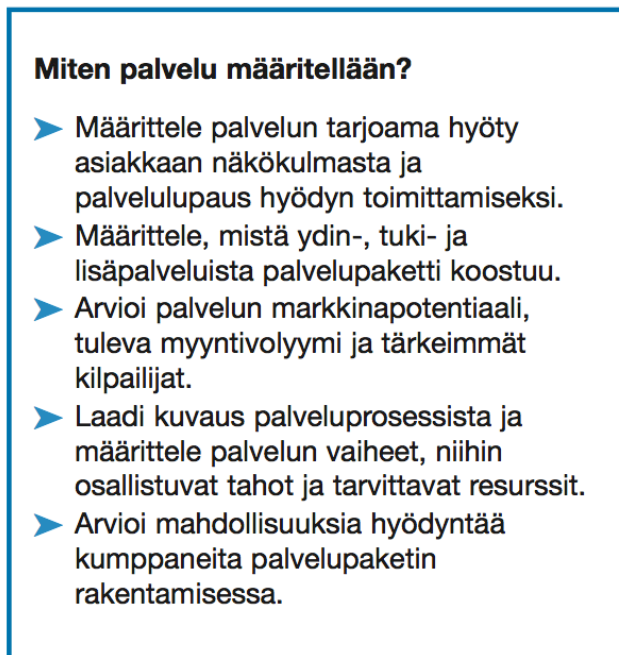 Miten palvelu määritellään?
➤ Määrittele palvelun tarjoama hyöty
asiakkaan näkökulmasta ja
palvelulupaus hyödyn toimittamiseksi.
➤ Määrittele, mistä ydin-, tuki- ja
lisäpalveluista palvelupaketti koostuu.
➤ Arvioi palvelun markkinapotentiaali,
tuleva myyntivolyymi ja tärkeimmät
kilpailijat.
➤ Laadi kuvaus palveluprosessista ja
määrittele palvelun vaiheet, niihin
osallistuvat tahot ja tarvittavat resurssit.
➤ Arvioi mahdollisuuksia hyödyntää
kumppaneita palvelupaketin
rakentamisessa.